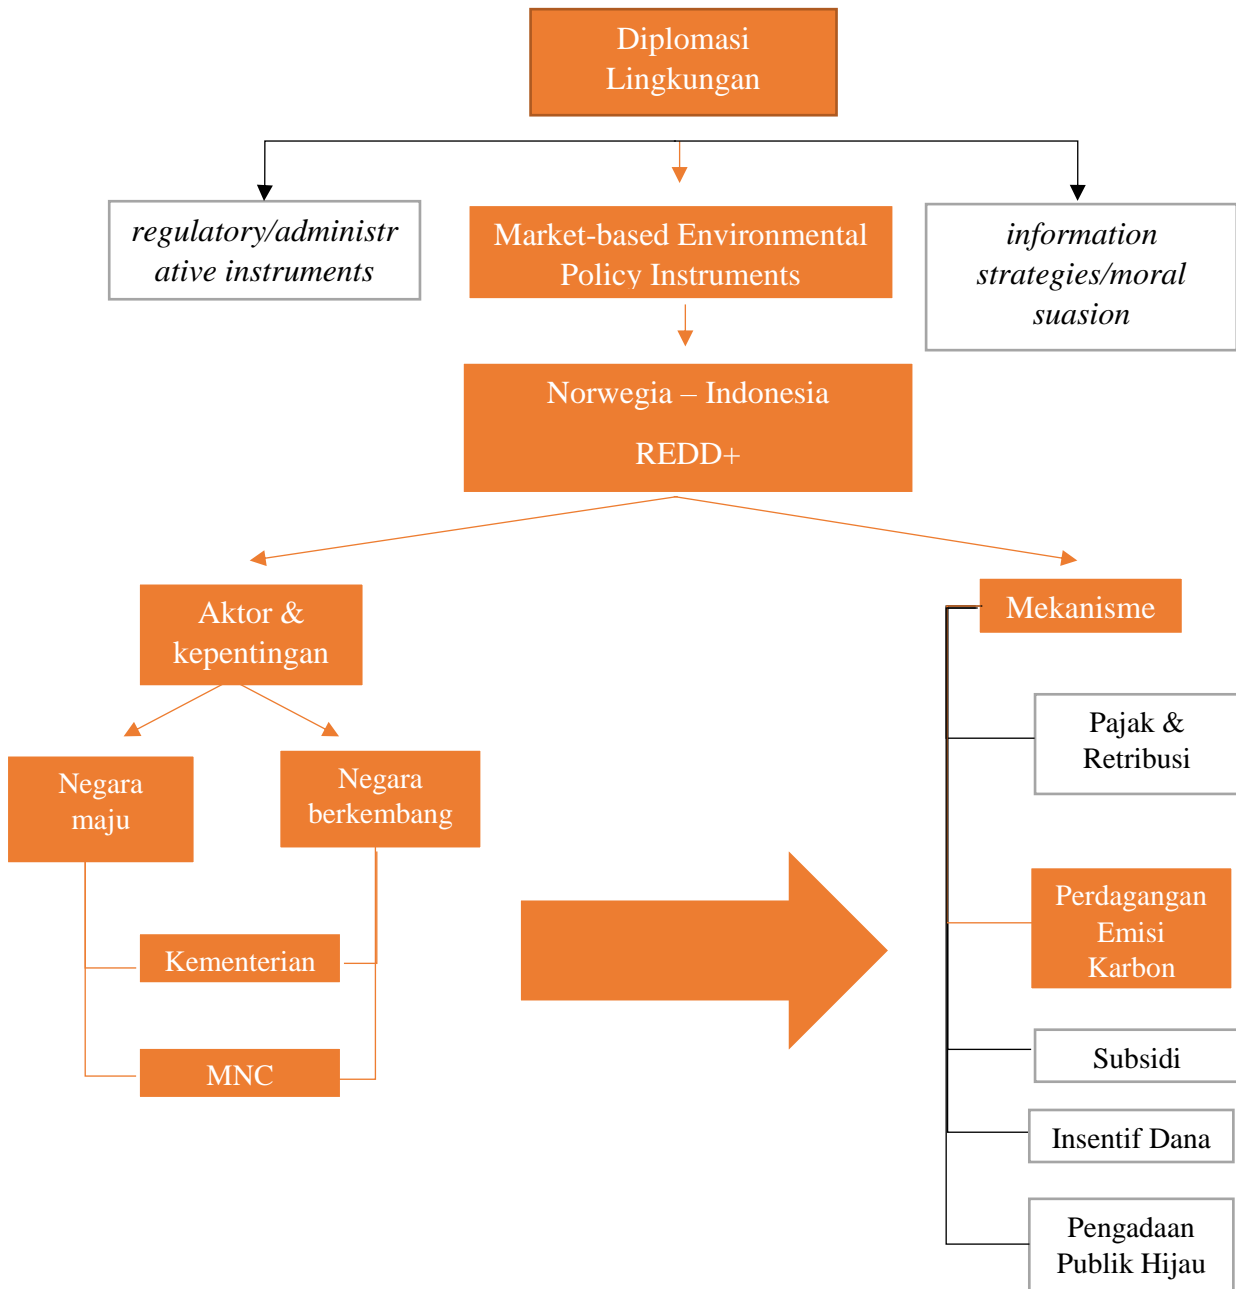 Diplomasi
Lingkungan
regulatory/administr
ative instruments
Market-based Environmental
Policy Instruments
information
strategies/moral
suasion
Norwegia – Indonesia
REDD+
Aktor &
kepentingan
Mekanisme
Negara
maju
Negara
berkembang
Kementerian
MNC
Pajak &
Retribusi
Perdagangan
Emisi
Karbon
Subsidi
Insentif Dana
Pengadaan
Publik Hijau